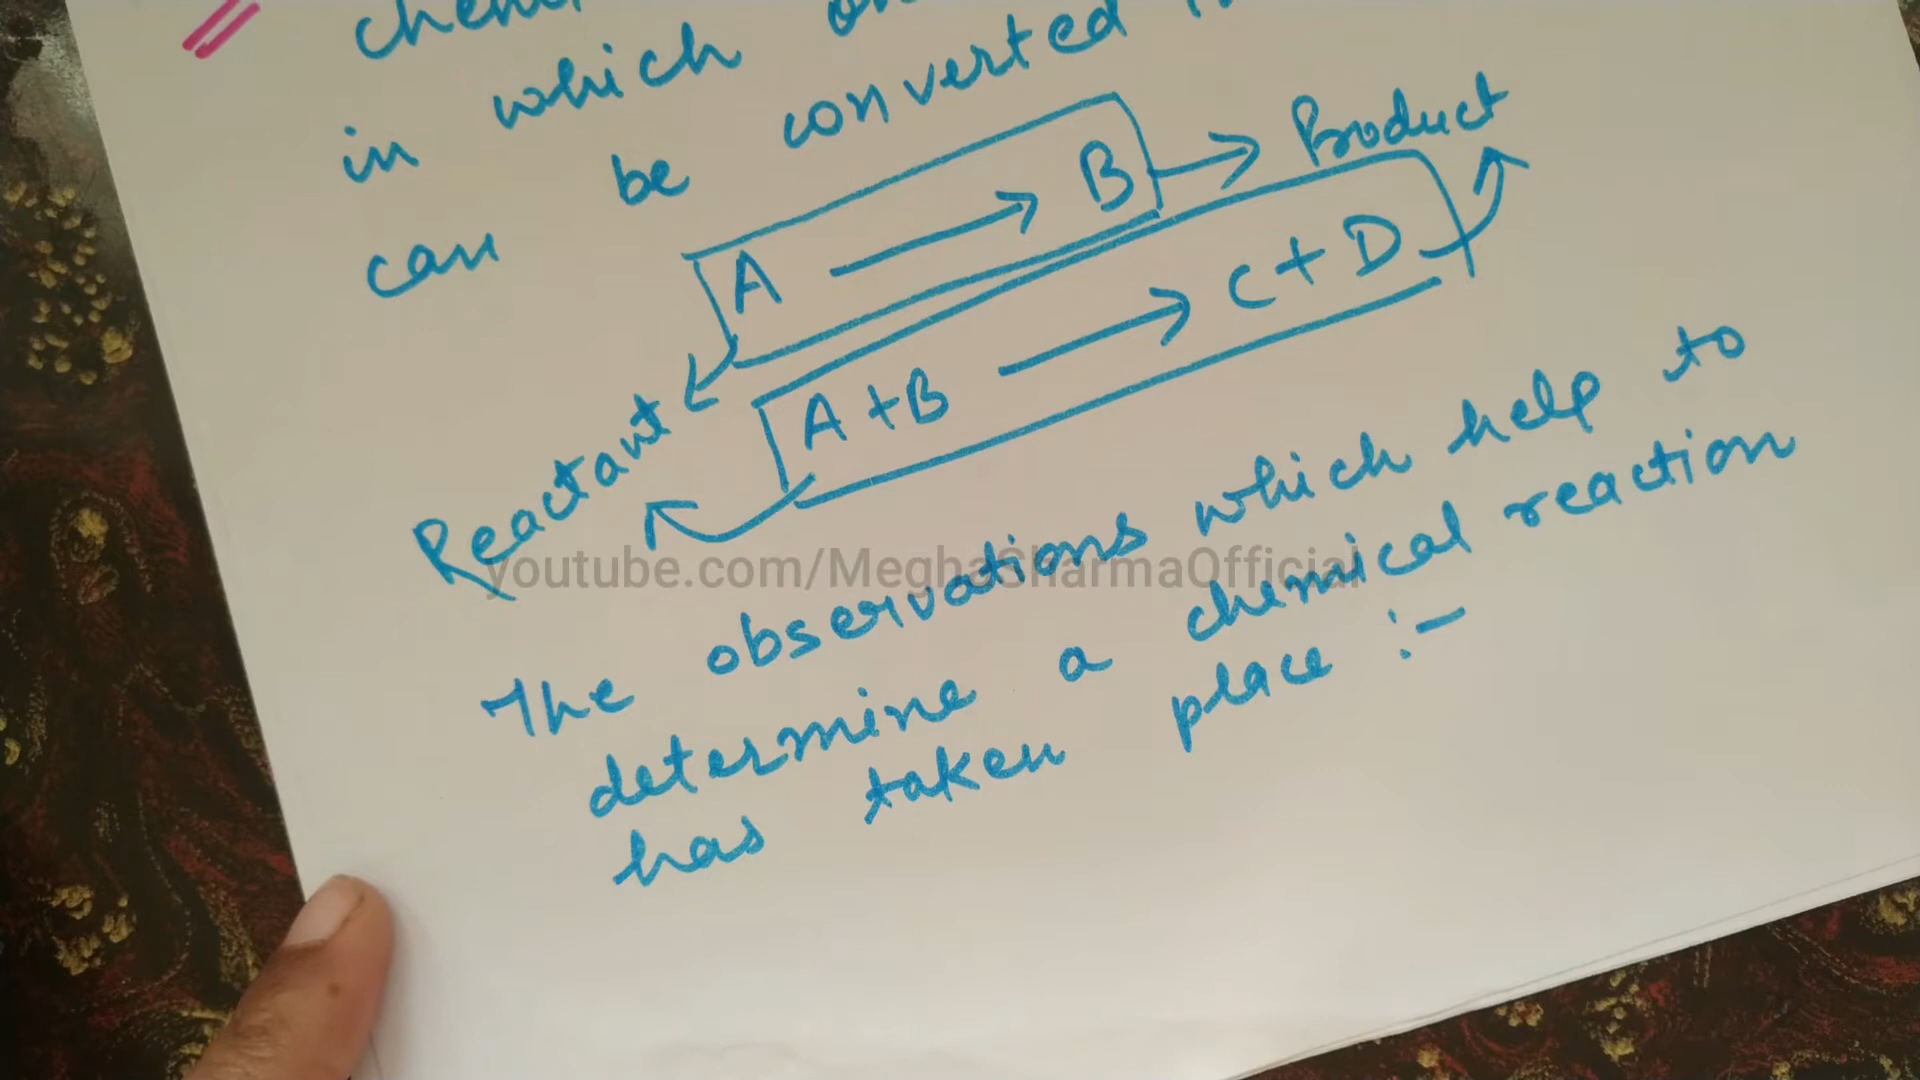 in which
can be converted
A → B → Product
A + B → C + D
Reactant
youtube.com/MeghaSharmaOfficial
The observations which help to
determine a chemical reaction
has taken place :-